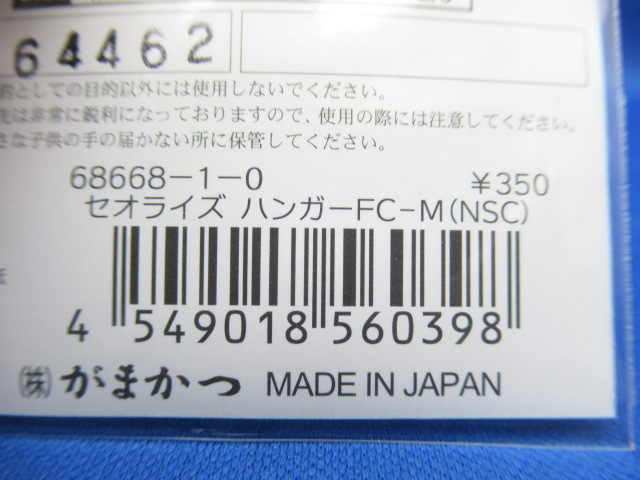 64462
としての目的以外には使用しないでください。
先は非常に鋭利になっておりますので、使用の際には注意してください。
さな子供の手の届かない所に保管してください。
68668-1-0 ¥350
セオライズ ハンガーFC-M(NSC)
4 549018 560398
㈱がまかつ MADE IN JAPAN